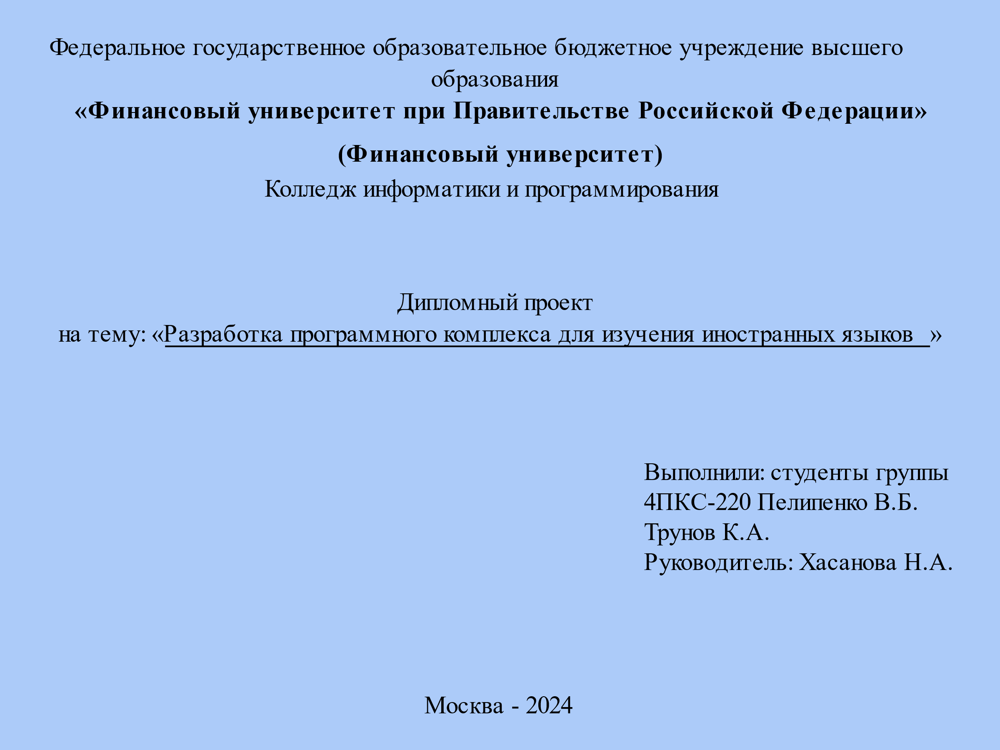 Федеральное государственное образовательное бюджетное учреждение высшего
образования
«Финансовый университет при Правительстве Российской Федерации»
(Финансовый университет)
Колледж информатики и программирования
Дипломный проект
на тему: «Разработка программного комплекса для изучения иностранных языков »
Выполнили: студенты группы
4ПКС-220 Пелипенко В.Б.
Трунов К.А.
Руководитель: Хасанова Н.А.
Москва - 2024